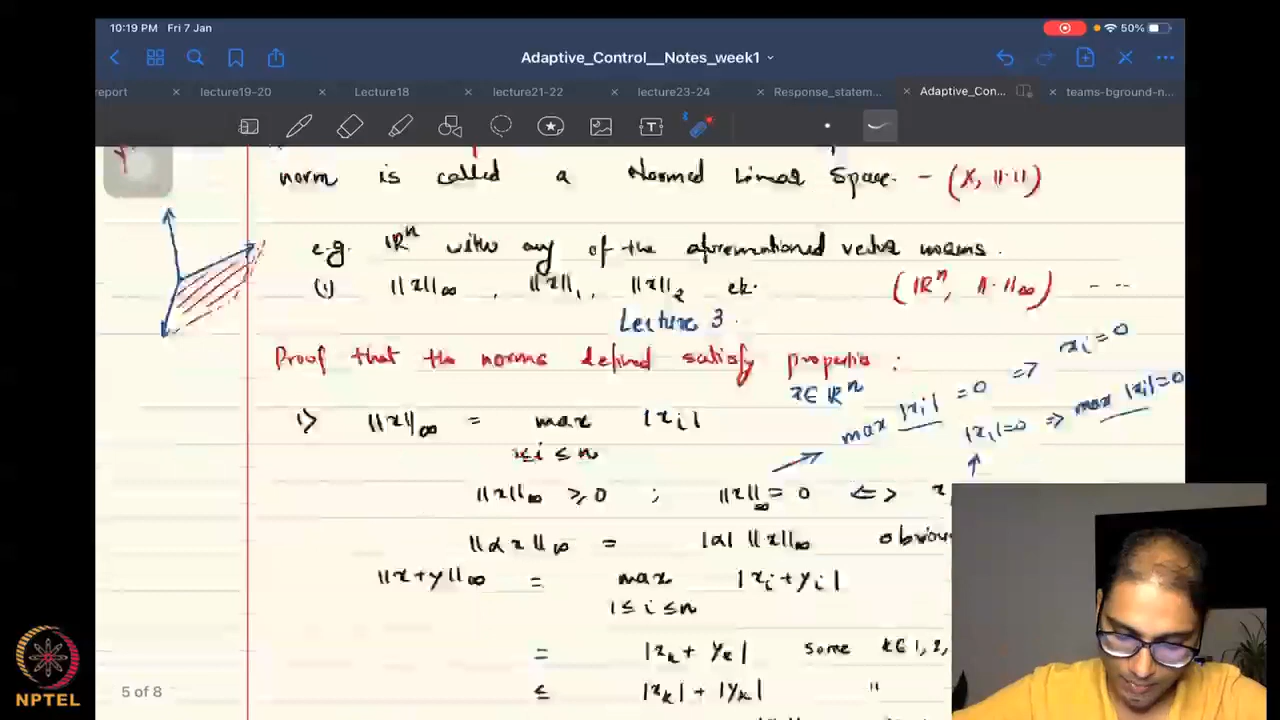 10:19 PM Fri 7 Jan
50%
Adaptive_Control__Notes_week1
eport
lecture19-20
Lecture18
lecture21-22
lecture23-24
Response_statem...
Adaptive_Con...
teams-bground-n...
norm is called a Normed Linear Space. - (X, ||·||)
e.g. ℝⁿ with any of the aforementioned vector norms.
(1) ||x||∞, ||x||₁, ||x||₂ etc. (ℝⁿ, ||·||∞) ----
Lecture 3.
Proof that the norms defined satisfy properties:
x∈ℝⁿ
max |xᵢ| = 0 => xᵢ = 0
|xᵢ|=0 => max |xᵢ|=0
1) ||x||∞ = max |xᵢ|
1≤i≤n
||x||∞ ≥ 0 ; ||x||∞ = 0 <=> x
||αx||∞ = |α| ||x||∞ obviou
||x+y||∞ = max |xᵢ+yᵢ|
1≤i≤n
= |xₖ+yₖ| some k∈1,2,
≤ |xₖ|+|yₖ| "
5 of 8
NPTEL